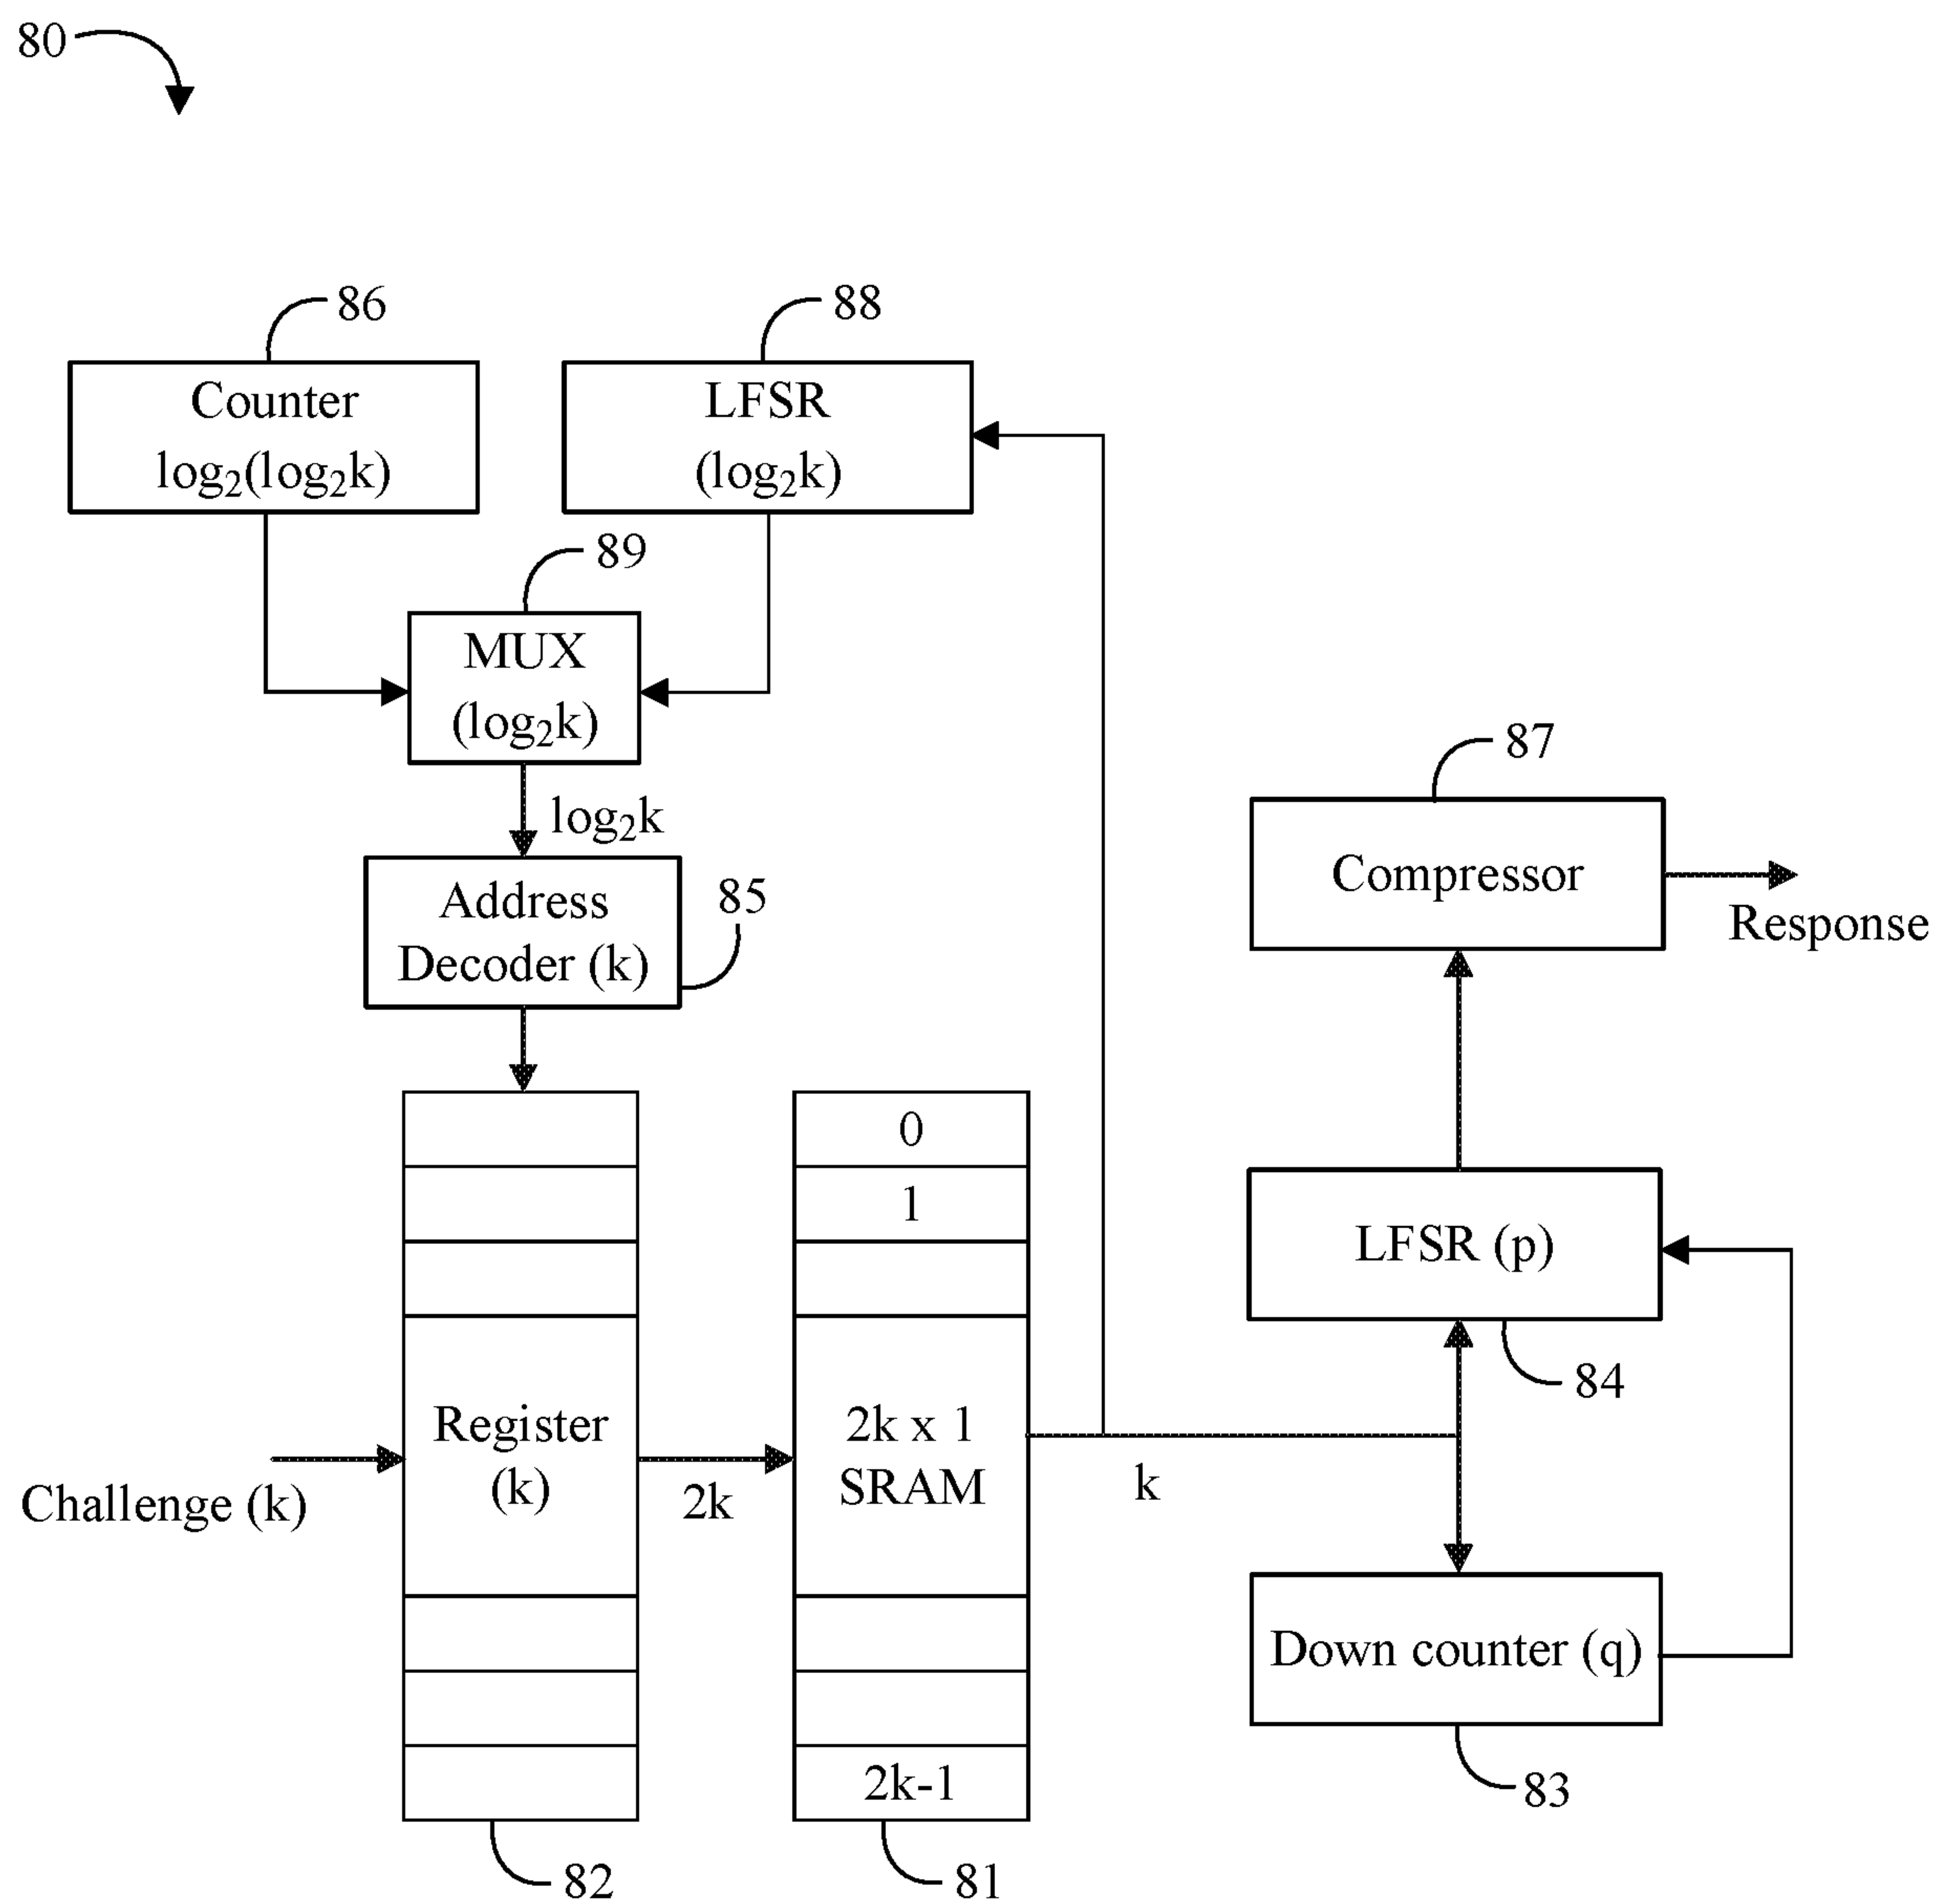 80
86
88
Counter
log₂(log₂k)
LFSR
(log₂k)
89
MUX
(log₂k)
log₂k
87
Compressor
Response
Address
Decoder (k)
85
0
1
LFSR (p)
84
Register
(k)
2k x 1
SRAM
Challenge (k)
2k
k
Down counter (q)
83
2k-1
82
81